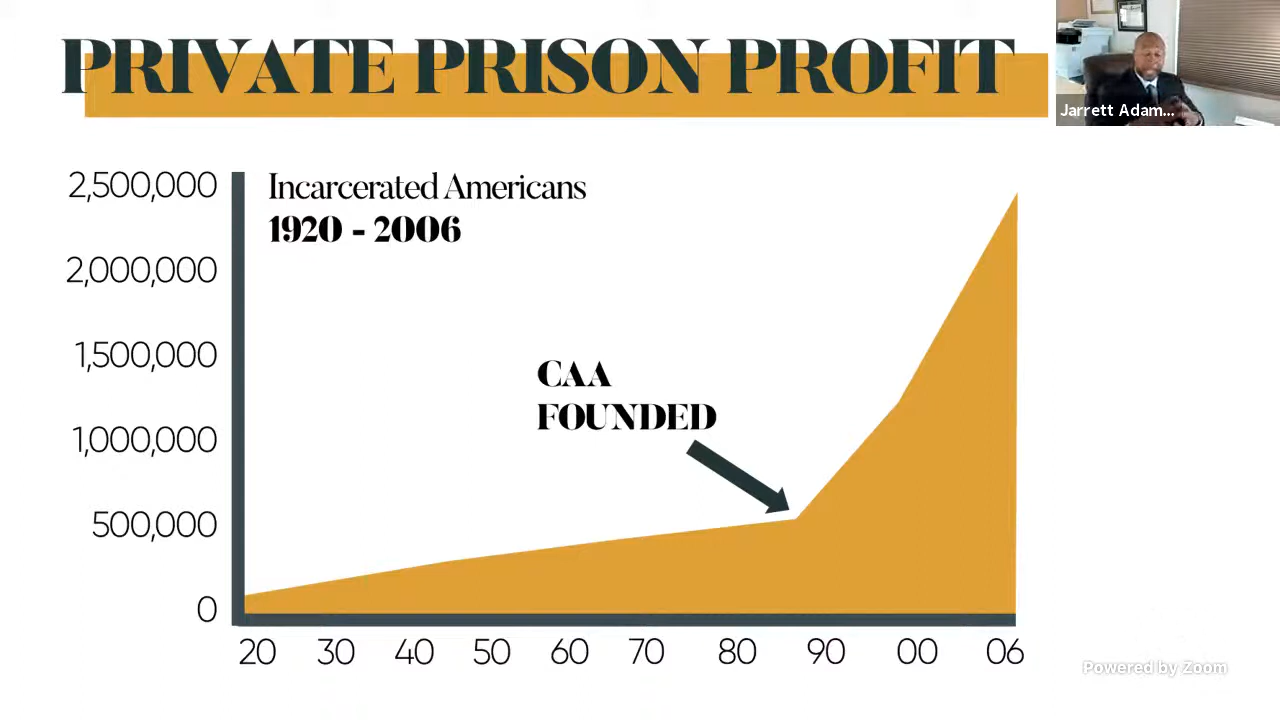 PRIVATE PRISON PROFIT
Jarrett Adam...
Incarcerated Americans
1920 - 2006
2,500,000
2,000,000
1,500,000
1,000,000
500,000
0
CAA
FOUNDED
20 30 40 50 60 70 80 90 00 06
Powered by Zoom